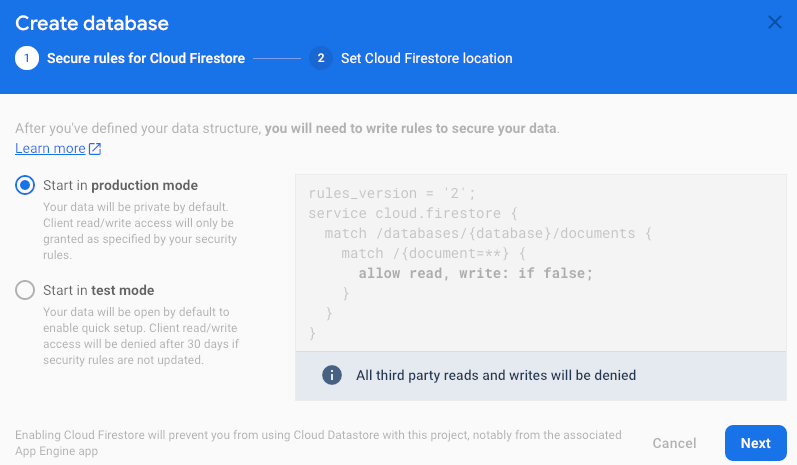 Create database
1 Secure rules for Cloud Firestore
2 Set Cloud Firestore location
After you've defined your data structure, you will need to write rules to secure your data.
Learn more
Start in production mode
Your data will be private by default.
Client read/write access will only be
granted as specified by your security
rules.
Start in test mode
Your data will be open by default to
enable quick setup. Client read/write
access will be denied after 30 days if
security rules are not updated.
rules_version = '2';
service cloud.firestore {
  match /databases/{database}/documents {
    match /{document=**} {
      allow read, write: if false;
    }
  }
}
All third party reads and writes will be denied
Enabling Cloud Firestore will prevent you from using Cloud Datastore with this project, notably from the associated
App Engine app
Cancel
Next